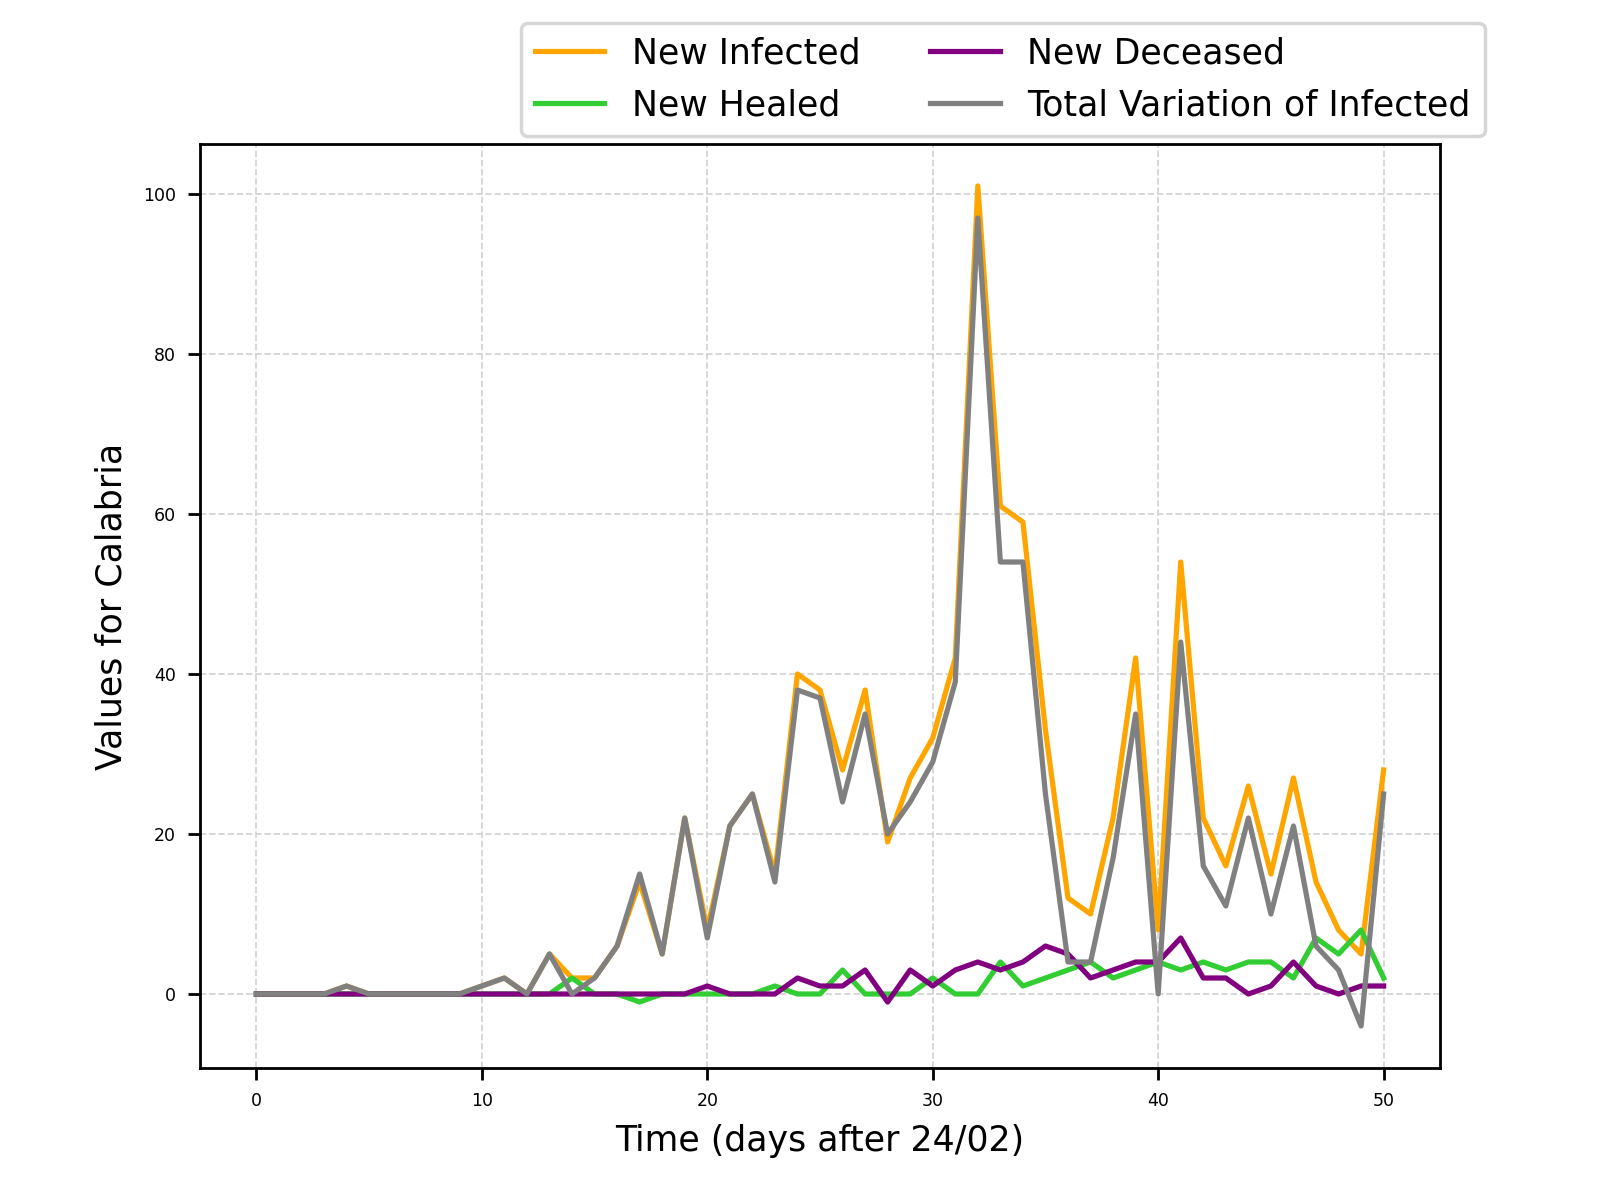 New Infected
New Healed
New Deceased
Total Variation of Infected
Values for Calabria
100
80
60
40
20
0
0 10 20 30 40 50
Time (days after 24/02)